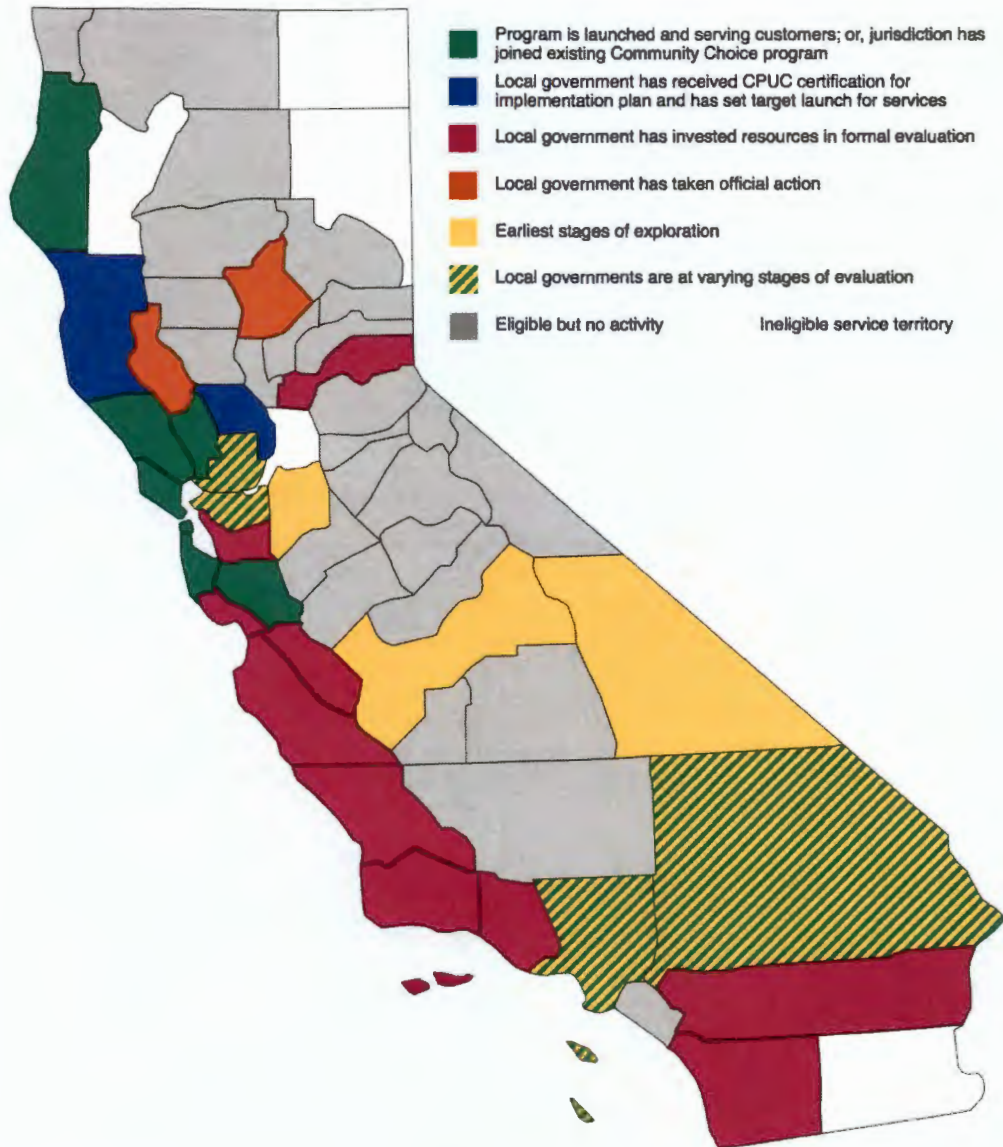 Program is launched and serving customers; or, jurisdiction has
joined existing Community Choice program
Local government has received CPUC certification for
implementation plan and has set target launch for services
Local government has invested resources in formal evaluation
Local government has taken official action
Earliest stages of exploration
Local governments are at varying stages of evaluation
Eligible but no activity
Ineligible service territory